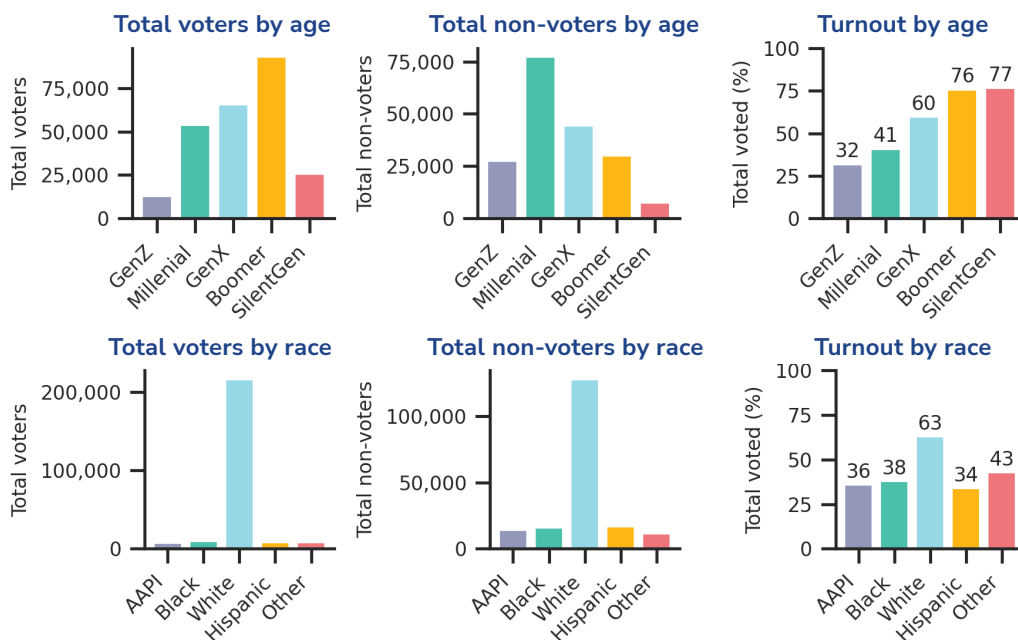 Total voters by age
Total voters
75,000
50,000
25,000
0
GenZ
Millenial
GenX
Boomer
SilentGen
Total non-voters by age
Total non-voters
75,000
50,000
25,000
0
GenZ
Millenial
GenX
Boomer
SilentGen
Turnout by age
Total voted (%)
100
75
50
25
0
32
41
60
76
77
GenZ
Millenial
GenX
Boomer
SilentGen
Total voters by race
Total voters
200,000
100,000
0
AAPI
Black
White
Hispanic
Other
Total non-voters by race
Total non-voters
100,000
50,000
0
AAPI
Black
White
Hispanic
Other
Turnout by race
Total voted (%)
100
75
50
25
0
36
38
63
34
43
AAPI
Black
White
Hispanic
Other